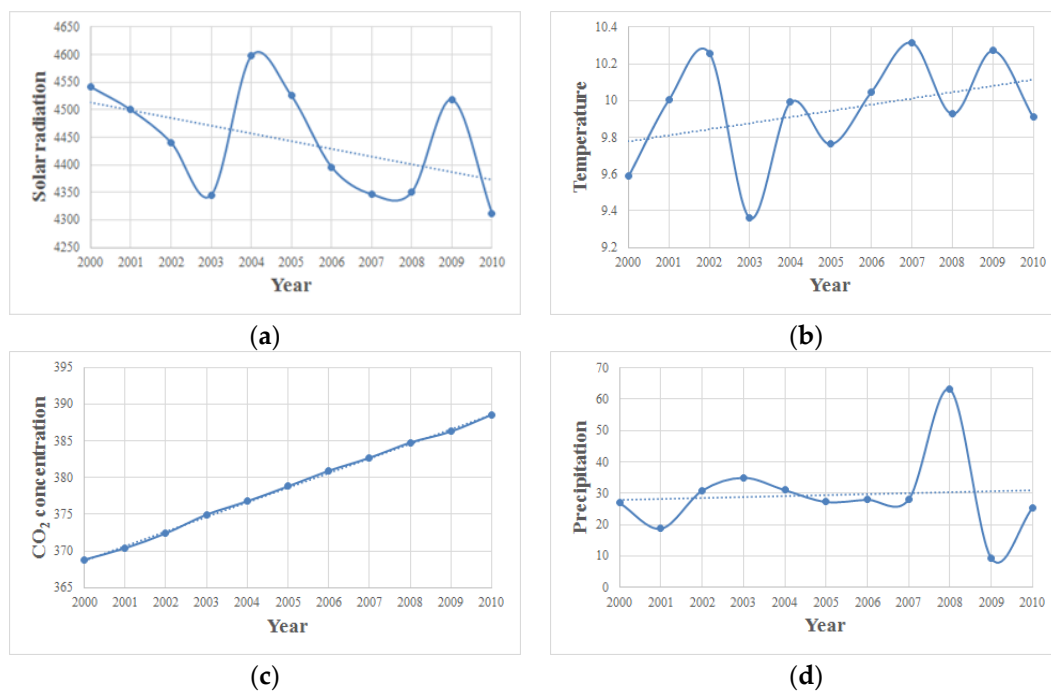 4650
4600
4550
4500
4450
4400
4350
4300
4250
Solar radiation
2000 2001 2002 2003 2004 2005 2006 2007 2008 2009 2010
Year
(a)
10.4
10.2
10
9.8
9.6
9.4
9.2
Temperature
2000 2001 2002 2003 2004 2005 2006 2007 2008 2009 2010
Year
(b)
395
390
385
380
375
370
365
CO₂ concentration
2000 2001 2002 2003 2004 2005 2006 2007 2008 2009 2010
Year
(c)
70
60
50
40
30
20
10
0
Precipitation
2000 2001 2002 2003 2004 2005 2006 2007 2008 2009 2010
Year
(d)